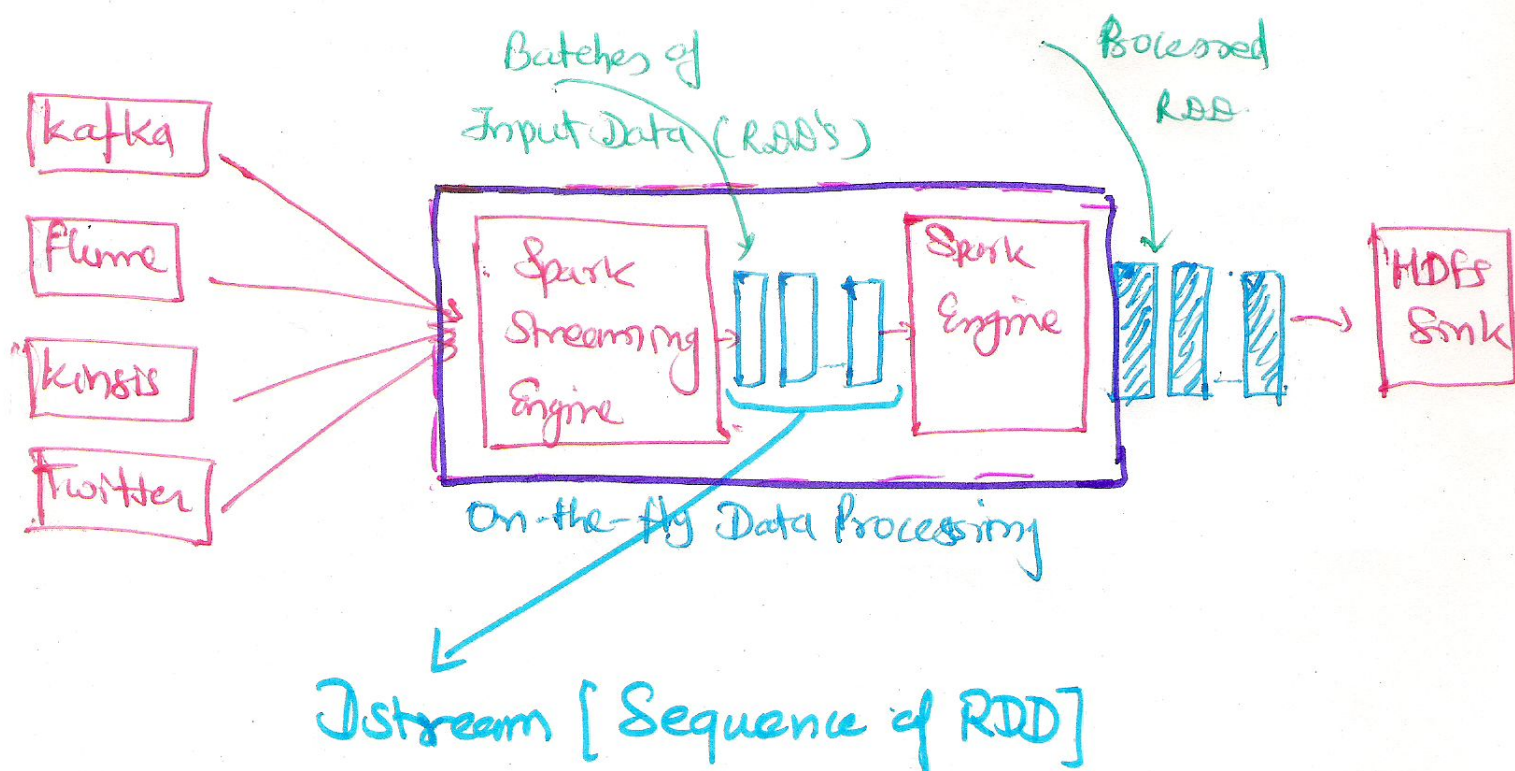 Batches of
Input Data (RDD's)
Processed
RDD
Kafka
Flume
Kinsis
Twitter
Spark
Streaming
Engine
Spark
Engine
HDFS
Sink
On-the-fly Data Processing
Dstream [Sequence of RDD]